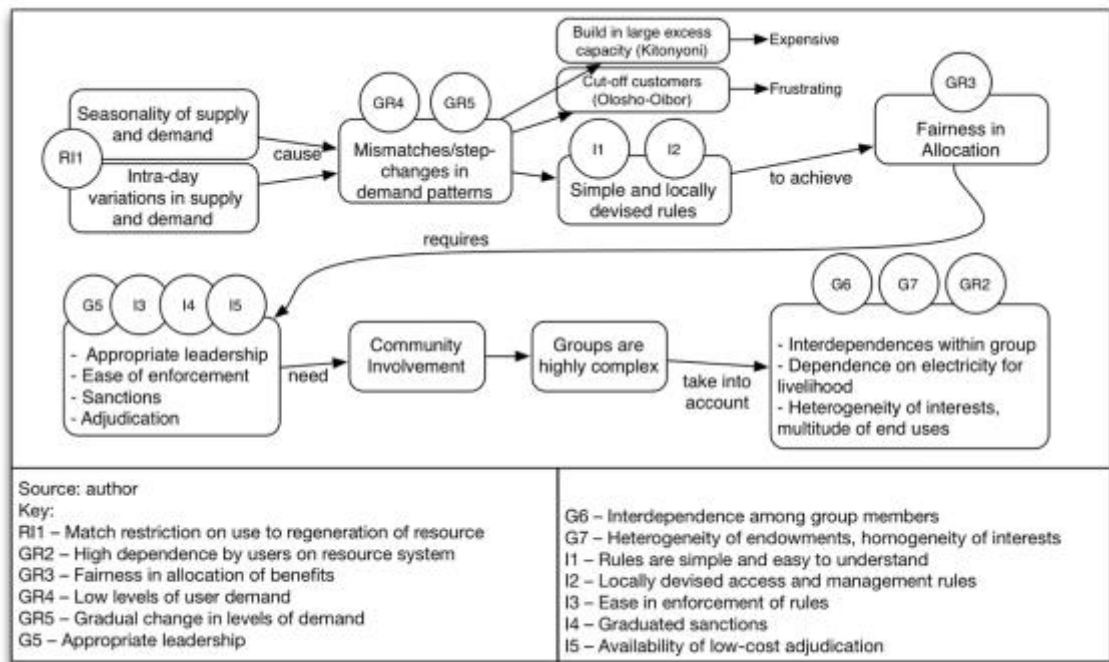 Build in large excess
capacity (Kitonyoni)
Expensive
Cut-off customers
(Olosho-Oibor)
Frustrating
GR3
Fairness in
Allocation
GR4
GR5
Seasonality of supply
and demand
RI1
Intra-day
variations in supply
and demand
cause
Mismatches/step-
changes in
demand patterns
I1
I2
Simple and locally
devised rules
to achieve
requires
G5
I3
I4
I5
- Appropriate leadership
- Ease of enforcement
- Sanctions
- Adjudication
need
Community
Involvement
Groups are
highly complex
take into
account
G6
G7
GR2
- Interdependences within group
- Dependence on electricity for
livelihood
- Heterogeneity of interests,
multitude of end uses
Source: author
Key:
RI1 – Match restriction on use to regeneration of resource
GR2 – High dependence by users on resource system
GR3 – Fairness in allocation of benefits
GR4 – Low levels of user demand
GR5 – Gradual change in levels of demand
G5 – Appropriate leadership
G6 – Interdependence among group members
G7 – Heterogeneity of endowments, homogeneity of interests
I1 – Rules are simple and easy to understand
I2 – Locally devised access and management rules
I3 – Ease in enforcement of rules
I4 – Graduated sanctions
I5 – Availability of low-cost adjudication